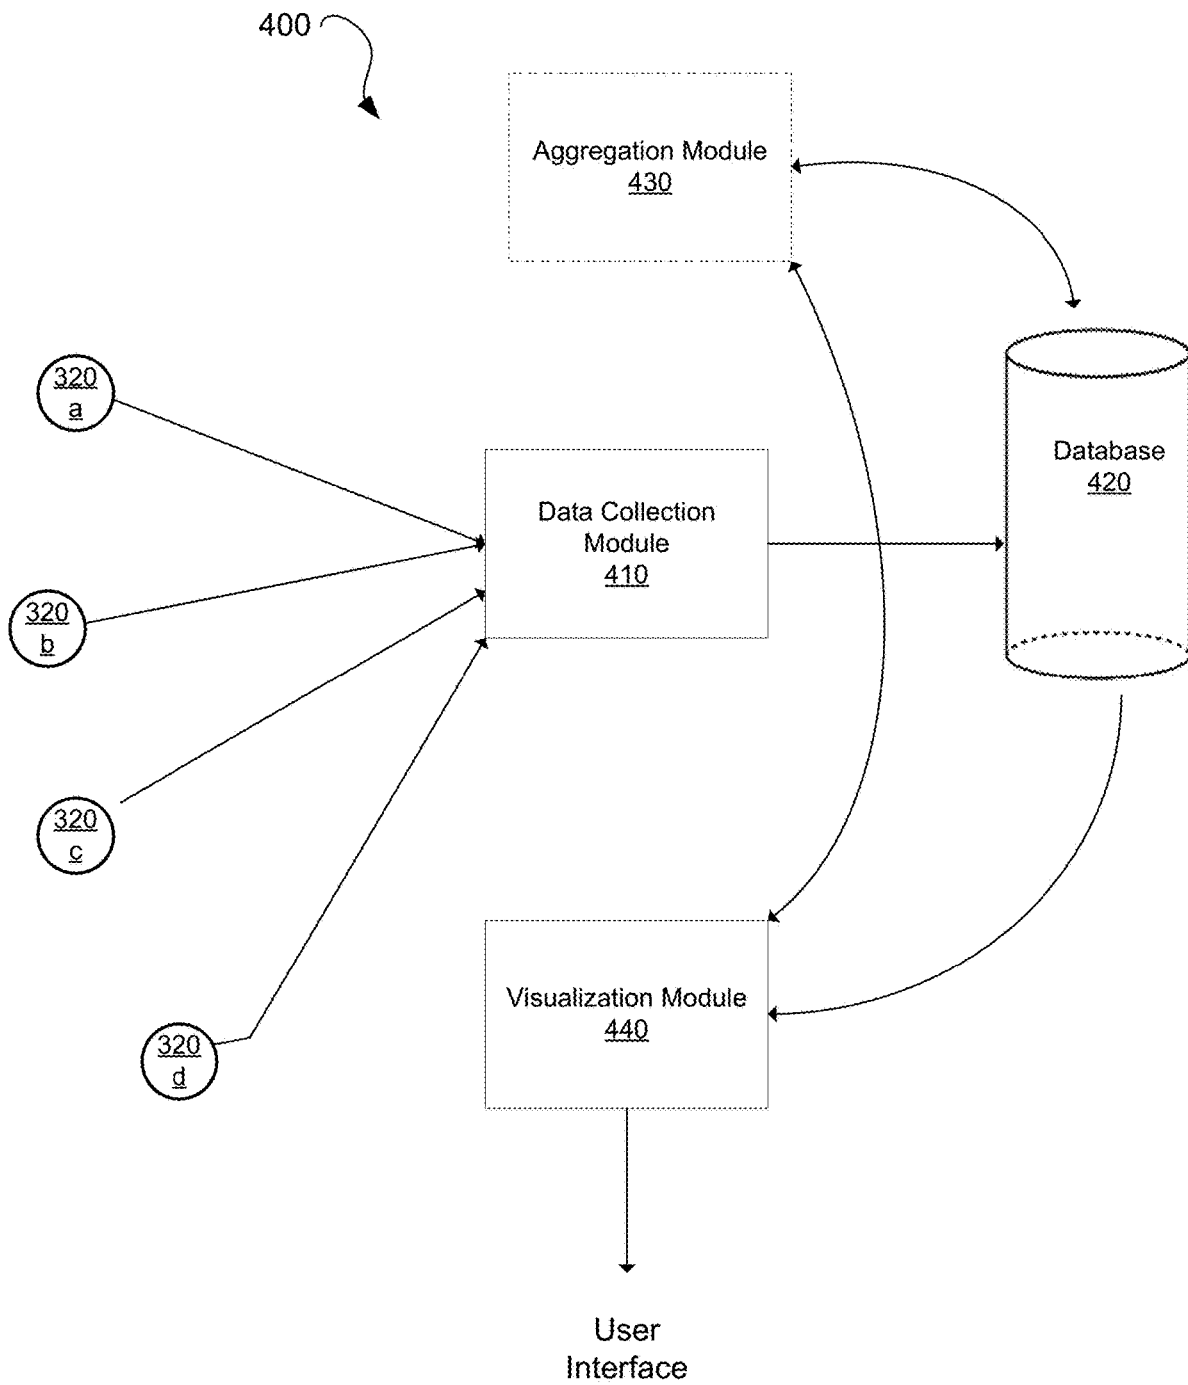 400
Aggregation Module
430
320
a
Database
420
Data Collection
Module
410
320
b
320
c
Visualization Module
440
320
d
User
Interface